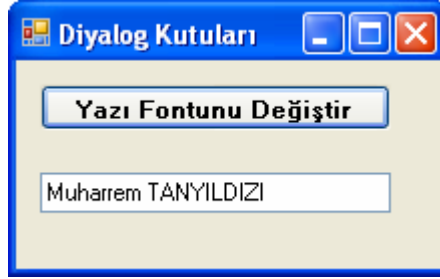 Diyalog Kutuları
Yazı Fontunu Değiştir
Muharrem TANYILDIZI